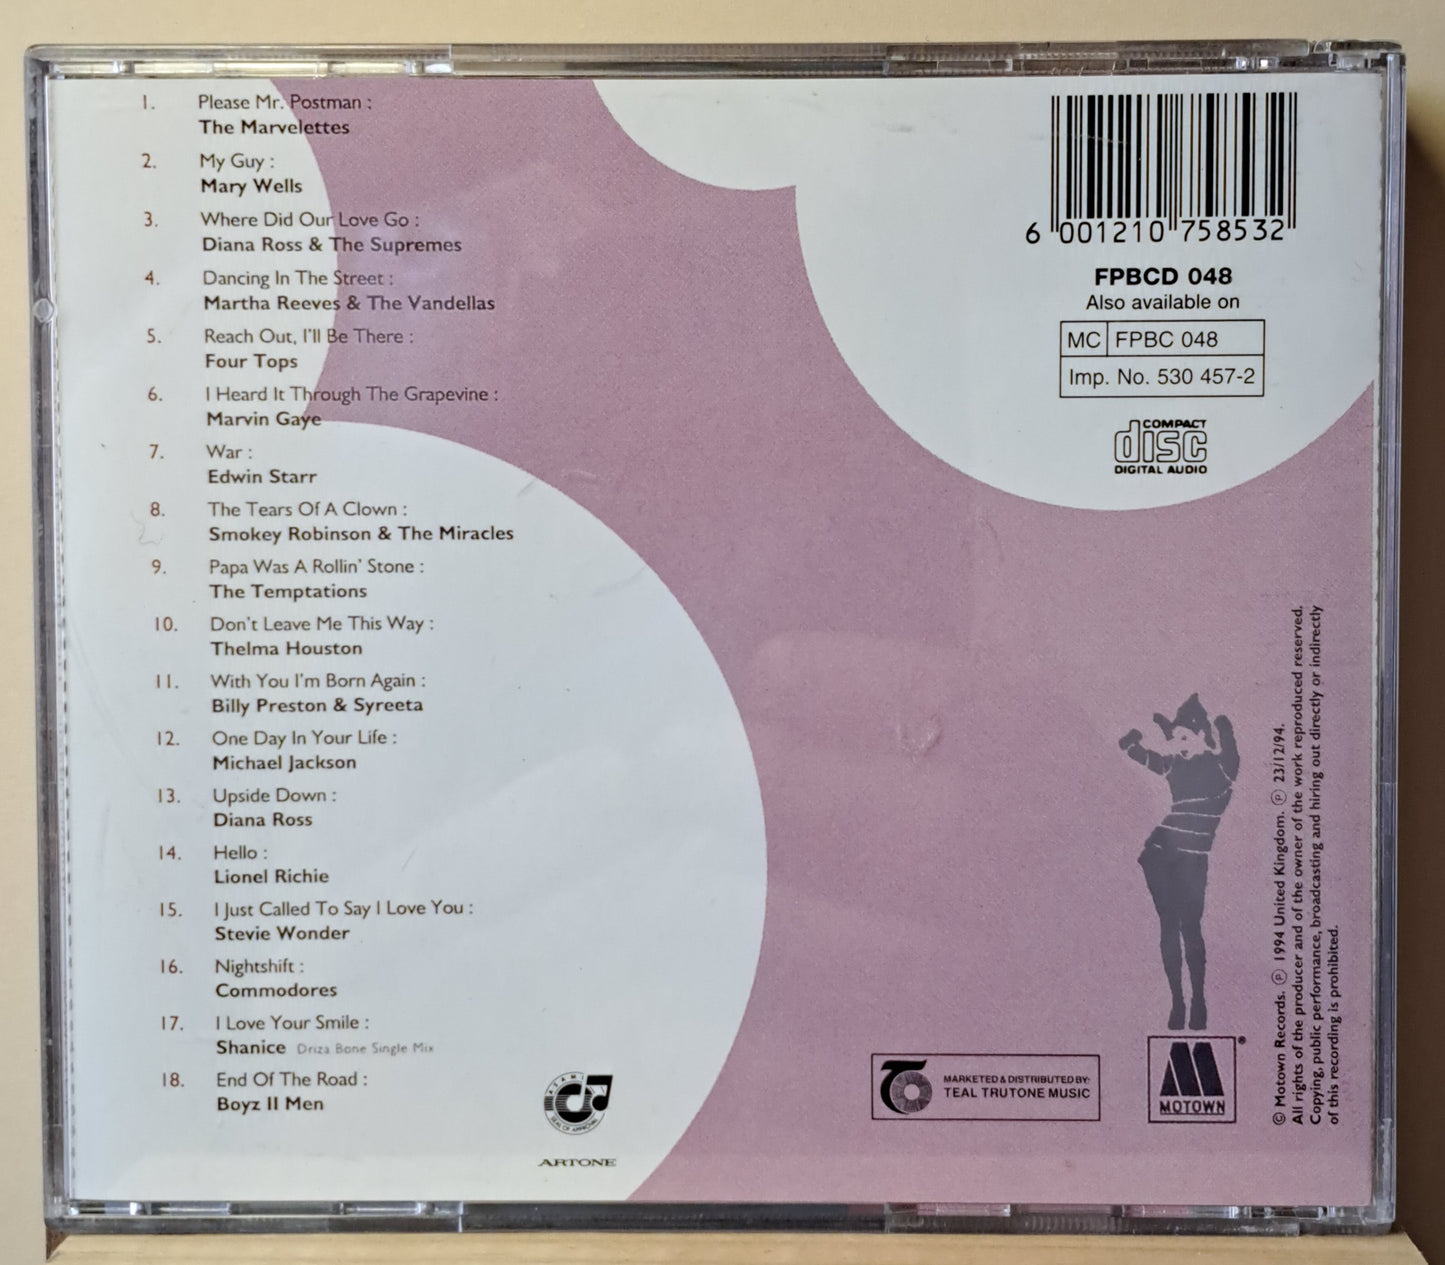 1. Please Mr. Postman :
The Marvelettes
2. My Guy :
Mary Wells
3. Where Did Our Love Go :
Diana Ross & The Supremes
4. Dancing In The Street :
Martha Reeves & The Vandellas
5. Reach Out, I'll Be There :
Four Tops
6. I Heard It Through The Grapevine :
Marvin Gaye
7. War :
Edwin Starr
8. The Tears Of A Clown :
Smokey Robinson & The Miracles
9. Papa Was A Rollin' Stone :
The Temptations
10. Don't Leave Me This Way :
Thelma Houston
11. With You I'm Born Again :
Billy Preston & Syreeta
12. One Day In Your Life :
Michael Jackson
13. Upside Down :
Diana Ross
14. Hello :
Lionel Richie
15. I Just Called To Say I Love You :
Stevie Wonder
16. Nightshift :
Commodores
17. I Love Your Smile :
Shanice Driza Bone Single Mix
18. End Of The Road :
Boyz II Men
A.S.A.M.I
SEAL OF APPROVAL
ARTONE
6 001210 758532
FPBCD 048
Also available on
MC FPBC 048
Imp. No. 530 457-2
COMPACT
disc
DIGITAL AUDIO
MARKETED & DISTRIBUTED BY:
TEAL TRUTONE MUSIC
MOTOWN
®
© Motown Records. ℗ 1994 United Kingdom. ℗ 23/12/94.
All rights of the producer and of the owner of the work reproduced reserved.
Copying, public performance, broadcasting and hiring out directly or indirectly
of this recording is prohibited.